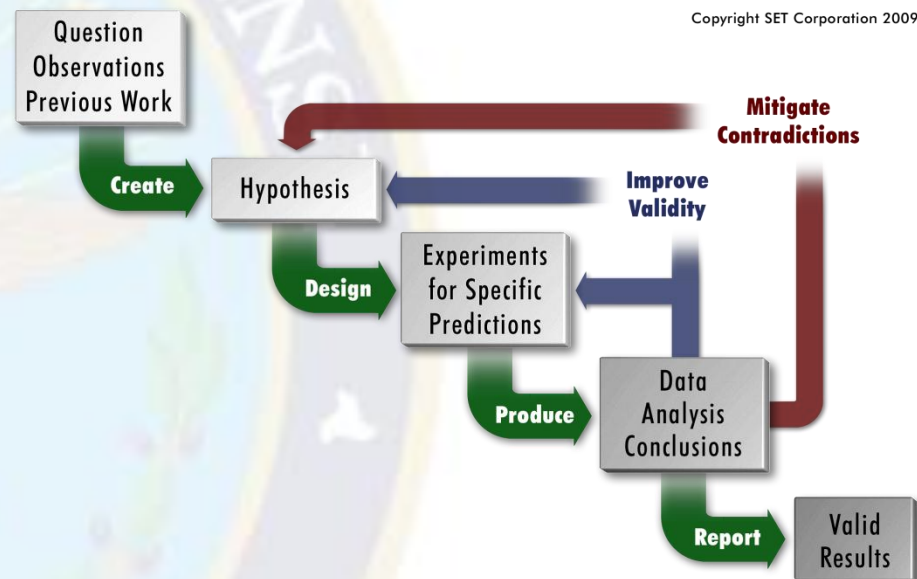 Copyright SET Corporation 2009
Question
Observations
Previous Work
Mitigate
Contradictions
Create
Hypothesis
Improve
Validity
Design
Experiments
for Specific
Predictions
Produce
Data
Analysis
Conclusions
Report
Valid
Results